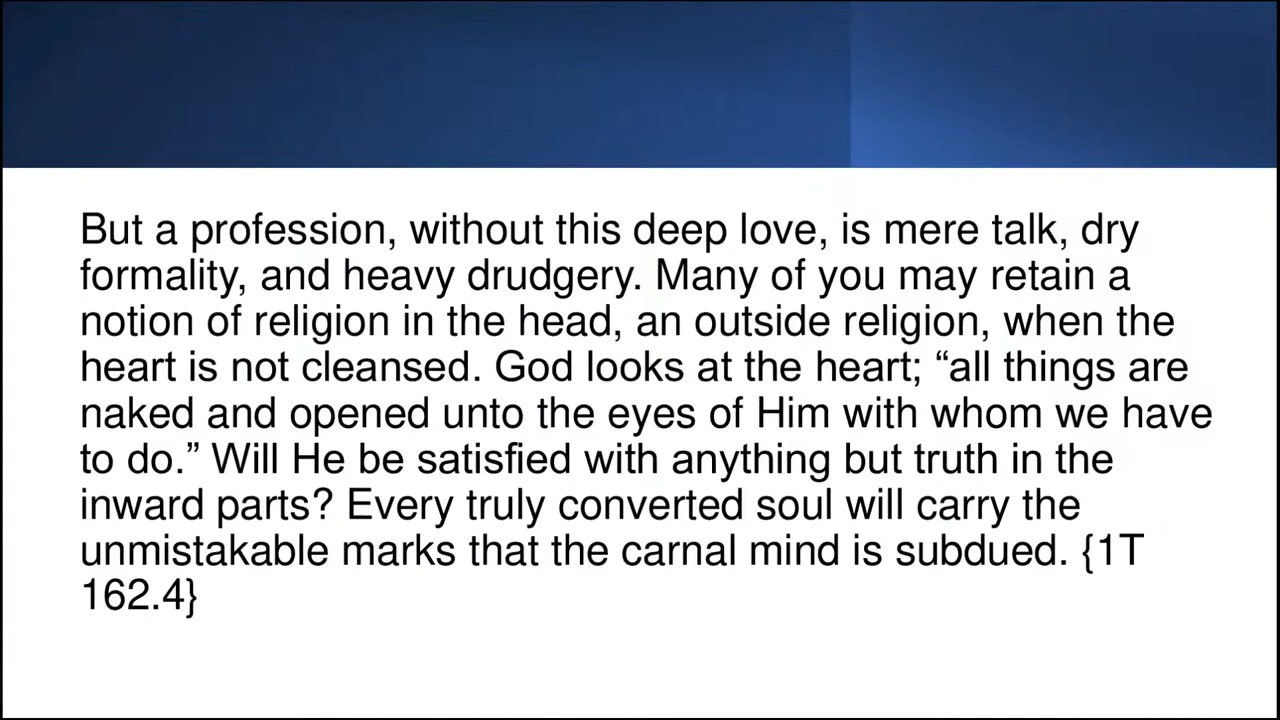 But a profession, without this deep love, is mere talk, dry
formality, and heavy drudgery. Many of you may retain a
notion of religion in the head, an outside religion, when the
heart is not cleansed. God looks at the heart; “all things are
naked and opened unto the eyes of Him with whom we have
to do.” Will He be satisfied with anything but truth in the
inward parts? Every truly converted soul will carry the
unmistakable marks that the carnal mind is subdued. {1T
162.4}